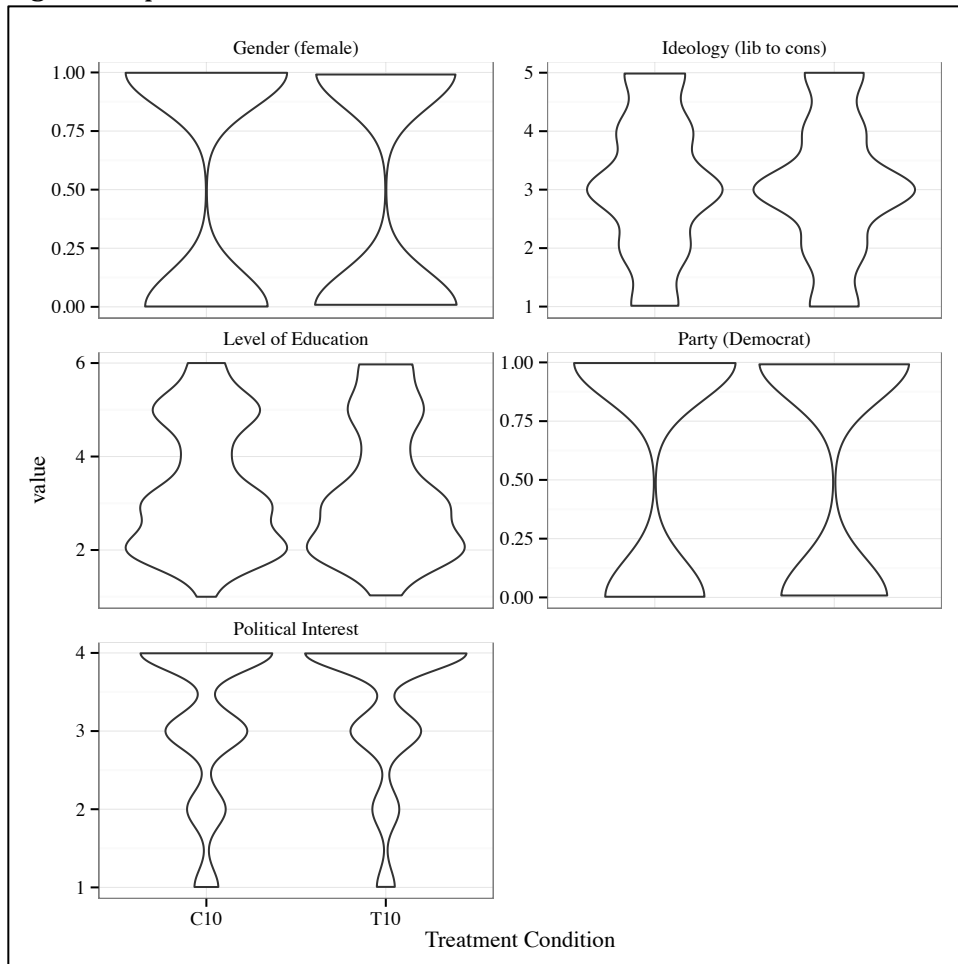 Gender (female)
Ideology (lib to cons)
1.00
0.75
0.50
0.25
0.00
5
4
3
2
1
Level of Education
Party (Democrat)
6
4
2
1.00
0.75
0.50
0.25
0.00
Political Interest
4
3
2
1
C10
T10
value
Treatment Condition